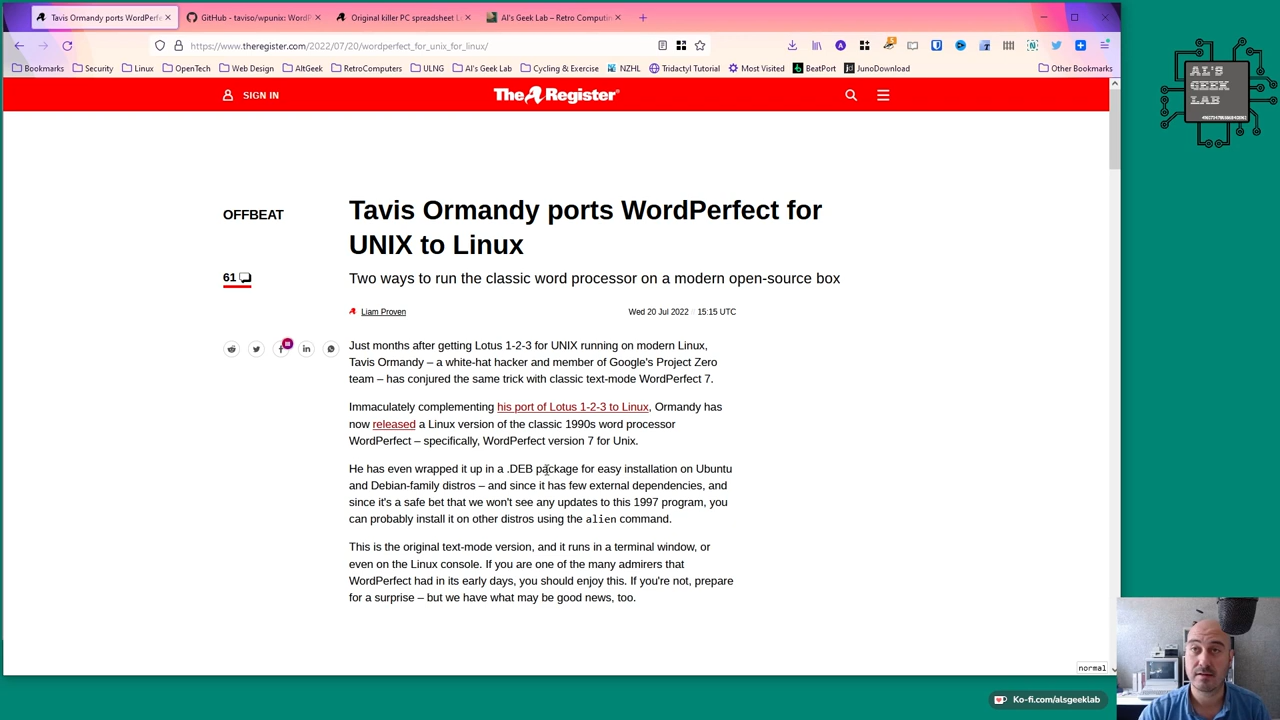 Tavis Ormandy ports WordPerfe
GitHub - taviso/wpunix: WordP
Original killer PC spreadsheet L
Al's Geek Lab – Retro Computin
https://www.theregister.com/2022/07/20/wordperfect_for_unix_for_linux/
Bookmarks
Security
Linux
OpenTech
Web Design
AltGeek
RetroComputers
ULNG
Al's Geek Lab
Cycling & Exercise
NZHL
Tridactyl Tutorial
Most Visited
BeatPort
JunoDownload
Other Bookmarks
SIGN IN
The Register
AL'S
GEEK
LAB
OFFBEAT
Tavis Ormandy ports WordPerfect for
UNIX to Linux
61
Two ways to run the classic word processor on a modern open-source box
Liam Proven
Wed 20 Jul 2022
15:15 UTC
Just months after getting Lotus 1-2-3 for UNIX running on modern Linux,
Tavis Ormandy – a white-hat hacker and member of Google's Project Zero
team – has conjured the same trick with classic text-mode WordPerfect 7.
Immaculately complementing his port of Lotus 1-2-3 to Linux, Ormandy has
now released a Linux version of the classic 1990s word processor
WordPerfect – specifically, WordPerfect version 7 for Unix.
He has even wrapped it up in a .DEB package for easy installation on Ubuntu
and Debian-family distros – and since it has few external dependencies, and
since it's a safe bet that we won't see any updates to this 1997 program, you
can probably install it on other distros using the alien command.
This is the original text-mode version, and it runs in a terminal window, or
even on the Linux console. If you are one of the many admirers that
WordPerfect had in its early days, you should enjoy this. If you're not, prepare
for a surprise – but we have what may be good news, too.
normal
Ko-fi.com/alsgeeklab